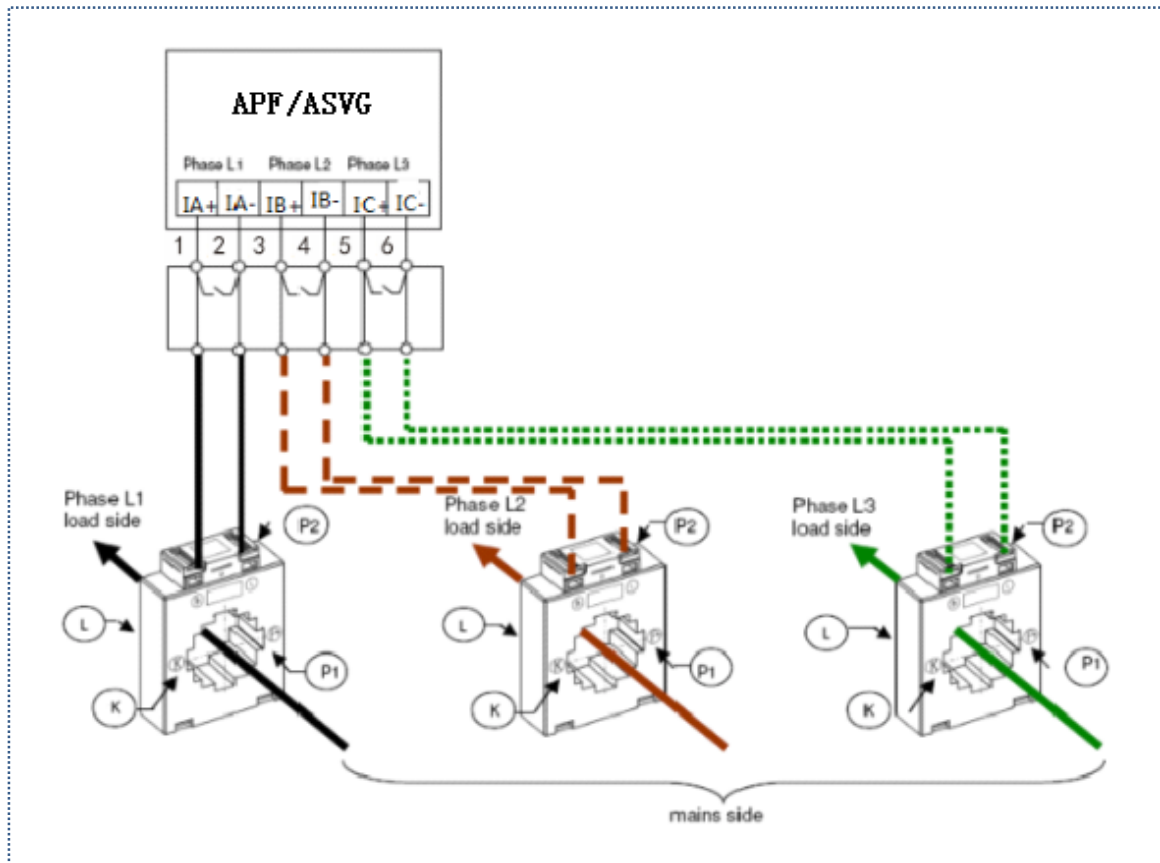 APF/ASVG
Phase L1 Phase L2 Phase L3
IA+ IA- IB+ IB- IC+ IC-
1 2 3 4 5 6
Phase L1
load side
P2
L
K
P1
Phase L2
load side
P2
L
K
P1
Phase L3
load side
P2
L
K
P1
mains side